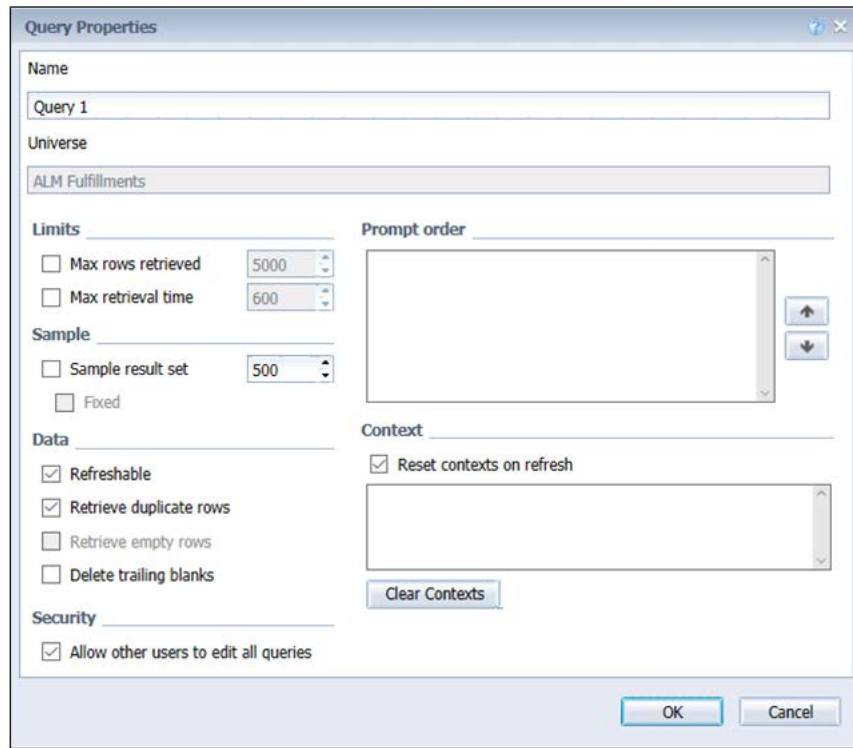 Query Properties
Name
Query 1
Universe
ALM Fulfillments
Limits
Max rows retrieved
5000
Max retrieval time
600
Sample
Sample result set
500
Fixed
Data
Refreshable
Retrieve duplicate rows
Retrieve empty rows
Delete trailing blanks
Security
Allow other users to edit all queries
Prompt order
Context
Reset contexts on refresh
Clear Contexts
OK
Cancel